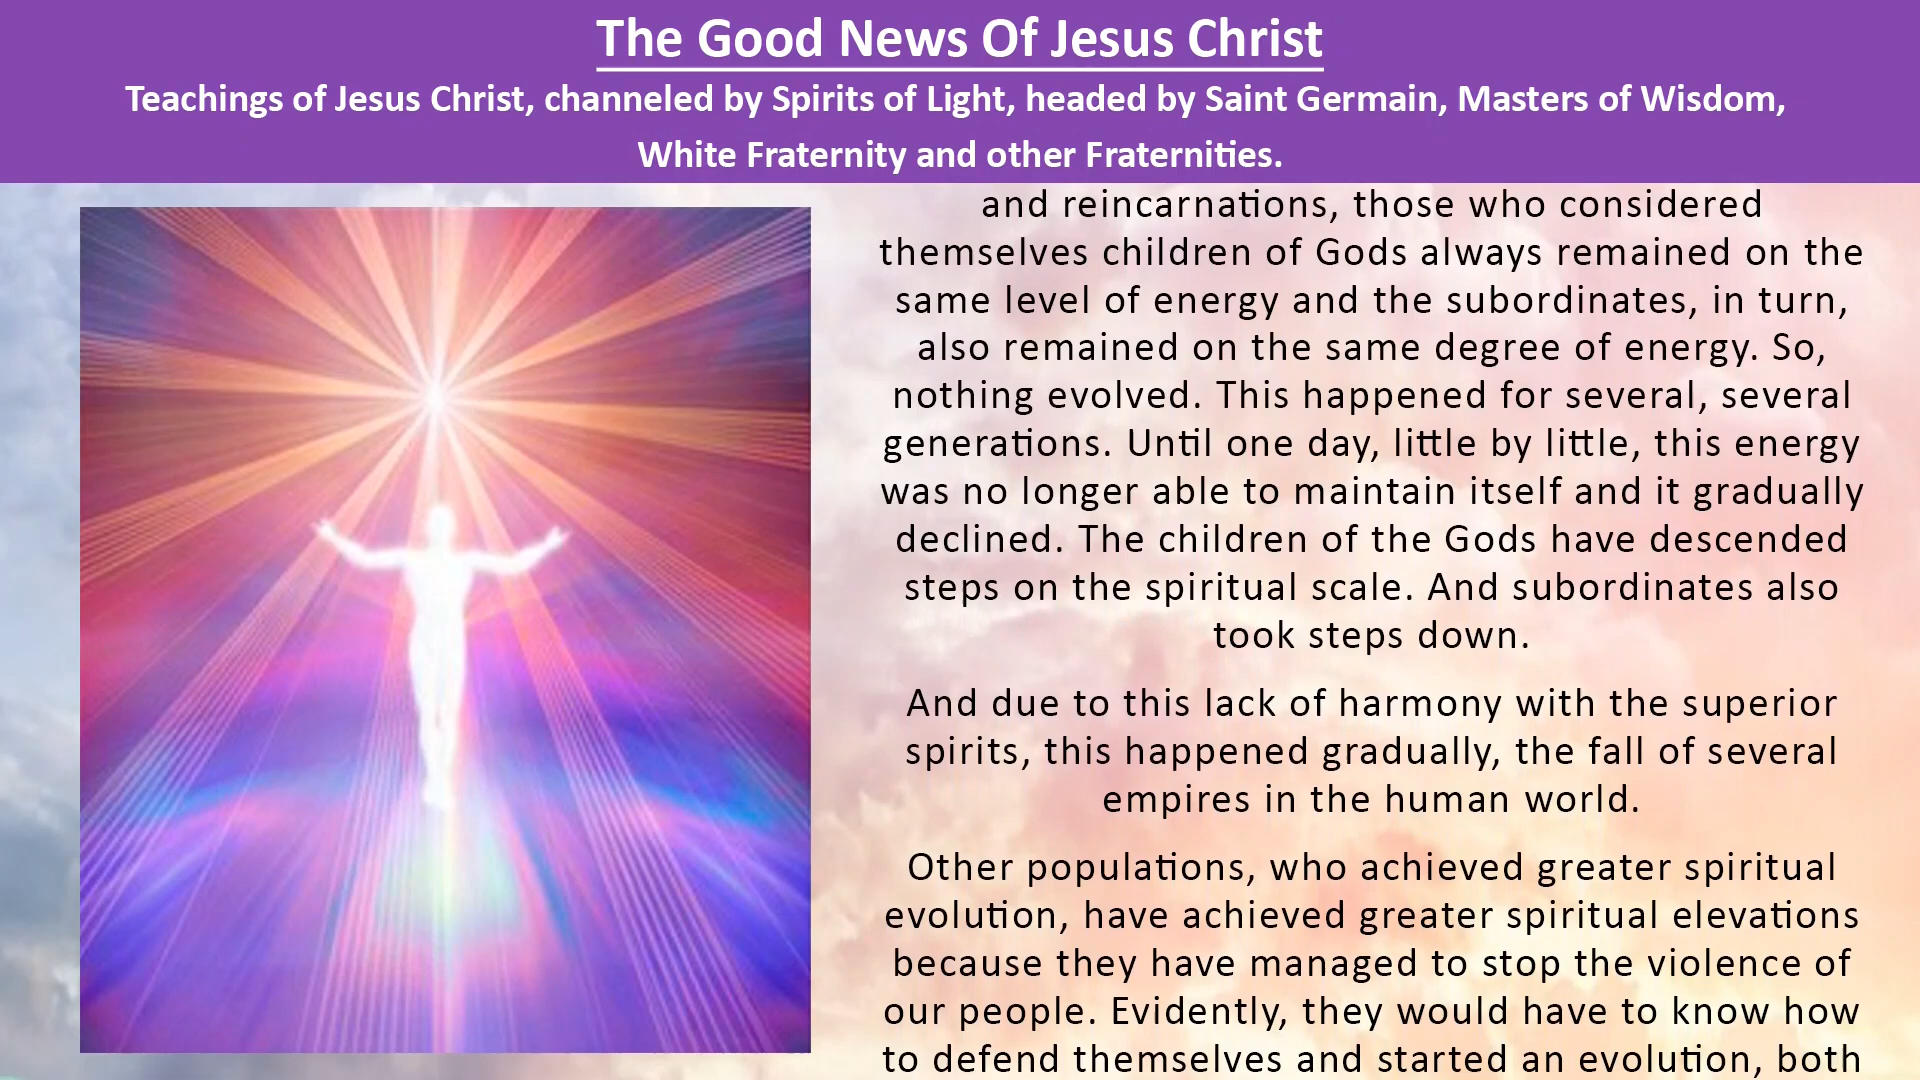 The Good News Of Jesus Christ
Teachings of Jesus Christ, channeled by Spirits of Light, headed by Saint Germain, Masters of Wisdom,
White Fraternity and other Fraternities.
and reincarnations, those who considered
themselves children of Gods always remained on the
same level of energy and the subordinates, in turn,
also remained on the same degree of energy. So,
nothing evolved. This happened for several, several
generations. Until one day, little by little, this energy
was no longer able to maintain itself and it gradually
declined. The children of the Gods have descended
steps on the spiritual scale. And subordinates also
took steps down.
And due to this lack of harmony with the superior
spirits, this happened gradually, the fall of several
empires in the human world.
Other populations, who achieved greater spiritual
evolution, have achieved greater spiritual elevations
because they have managed to stop the violence of
our people. Evidently, they would have to know how
to defend themselves and started an evolution, both